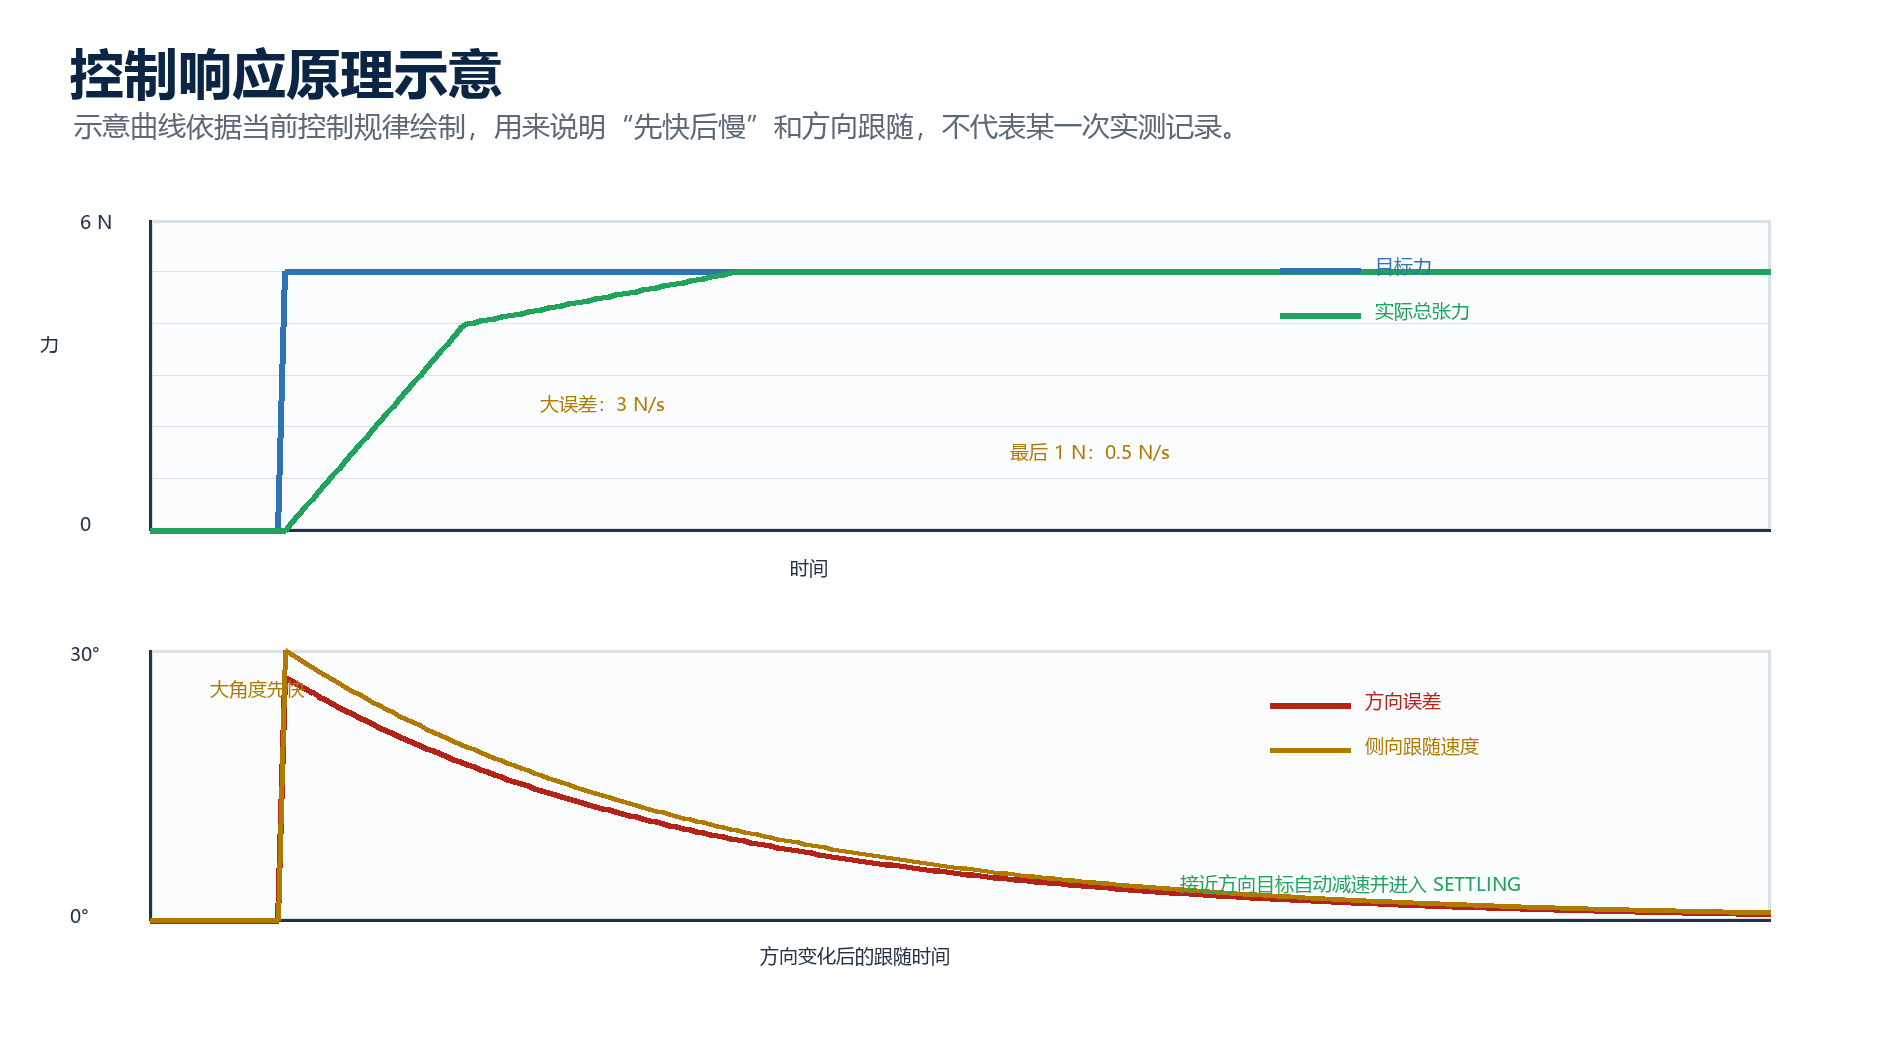 控制响应原理示意
示意曲线依据当前控制规律绘制，用来说明“先快后慢”和方向跟随，不代表某一次实测记录。
6 N
目标力
实际总张力
力
大误差：3 N/s
最后 1 N：0.5 N/s
0
时间
30°
大角度先快
方向误差
侧向跟随速度
接近方向目标自动减速并进入 SETTLING
0°
方向变化后的跟随时间